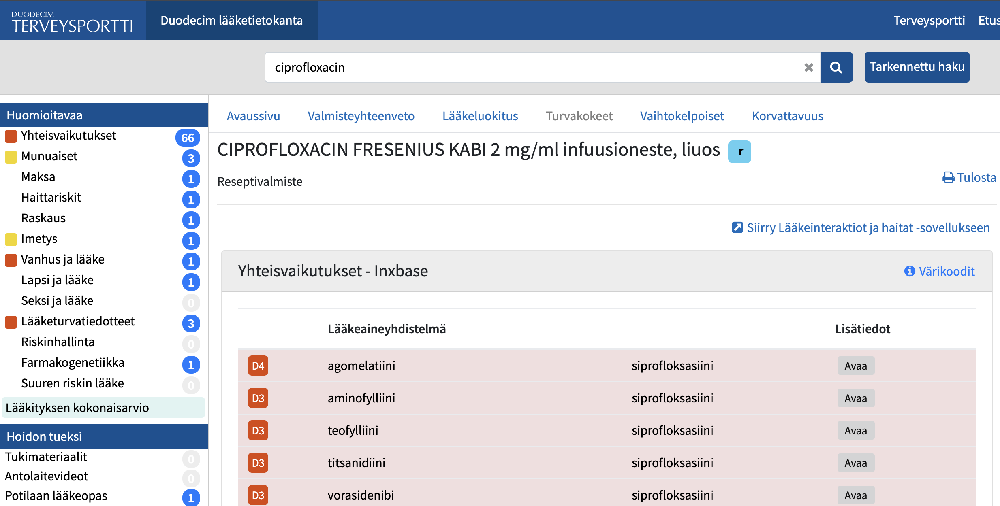 DUODECIM
TERVEYSPORTTI
Duodecim lääketietokanta
Terveysportti Etus
ciprofloxacin
Tarkennettu haku
Huomioitavaa
Yhteisvaikutukset 66
Munuaiset 3
Maksa 1
Haittariskit 1
Raskaus 1
Imetys 1
Vanhus ja lääke 1
Lapsi ja lääke 1
Seksi ja lääke 0
Lääketurvatiedotteet 3
Riskinhallinta 0
Farmakogenetiikka 1
Suuren riskin lääke 0
Lääkityksen kokonaisarvio
Hoidon tueksi
Tukimateriaalit 0
Antolaitevideot 0
Potilaan lääkeopas 1
Avaussivu Valmisteyhteenveto Lääkeluokitus Turvakokeet Vaihtokelpoiset Korvattavuus
CIPROFLOXACIN FRESENIUS KABI 2 mg/ml infuusioneste, liuos r
Reseptivalmiste
Tulosta
Siirry Lääkeinteraktiot ja haitat -sovellukseen
Yhteisvaikutukset - Inxbase
Värikoodit
Lääkeaineyhdistelmä Lisätiedot
D4 agomelatiini siprofloksasiini Avaa
D3 aminofylliini siprofloksasiini Avaa
D3 teofylliini siprofloksasiini Avaa
D3 titsanidiini siprofloksasiini Avaa
D3 vorasidenibi siprofloksasiini Avaa